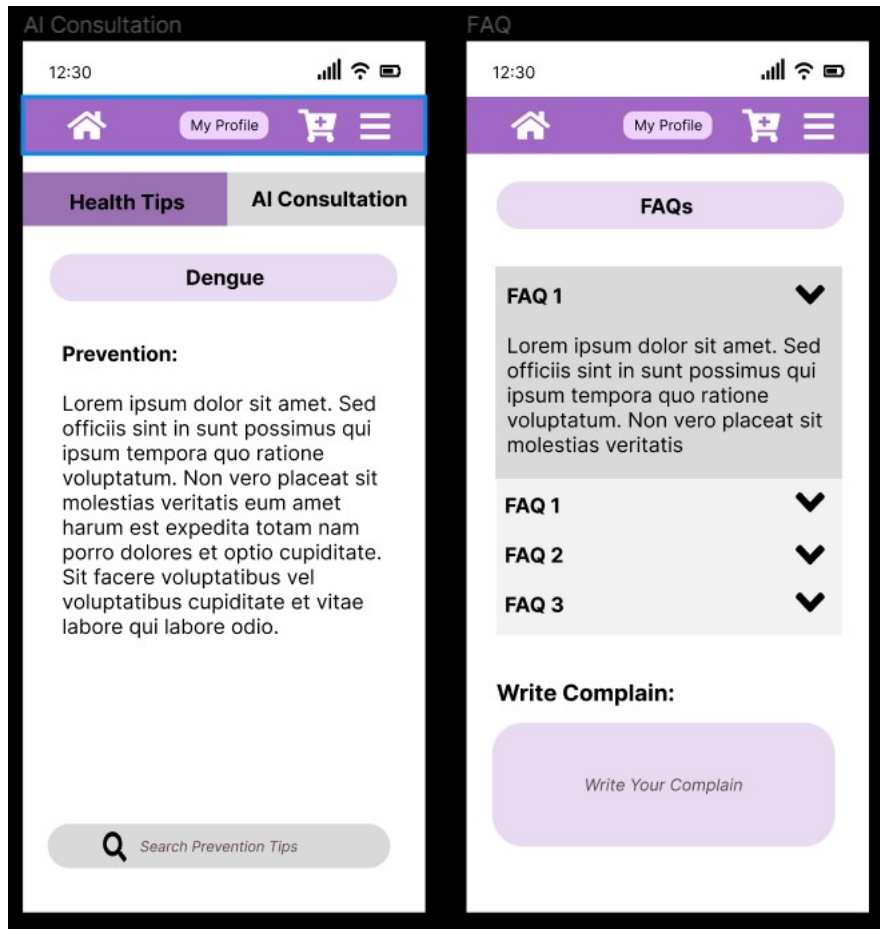 AI Consultation
12:30
My Profile
Health Tips
AI Consultation
Dengue
Prevention:
Lorem ipsum dolor sit amet. Sed
officiis sint in sunt possimus qui
ipsum tempora quo ratione
voluptatum. Non vero placeat sit
molestias veritatis eum amet
harum est expedita totam nam
porro dolores et optio cupiditate.
Sit facere voluptatibus vel
voluptatibus cupiditate et vitae
labore qui labore odio.
Search Prevention Tips
FAQ
12:30
My Profile
FAQs
FAQ 1
Lorem ipsum dolor sit amet. Sed
officiis sint in sunt possimus qui
ipsum tempora quo ratione
voluptatum. Non vero placeat sit
molestias veritatis
FAQ 1
FAQ 2
FAQ 3
Write Complain:
Write Your Complain